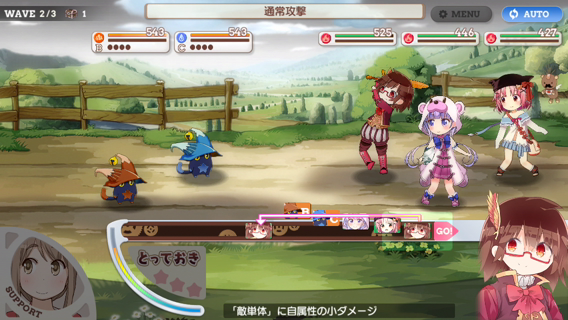 WAVE 2/3 1
通常攻撃
MENU
AUTO
543
B
543
C
525
446
427
GO!
とっておき
SUPPORT
「敵単体」に自属性の小ダメージ